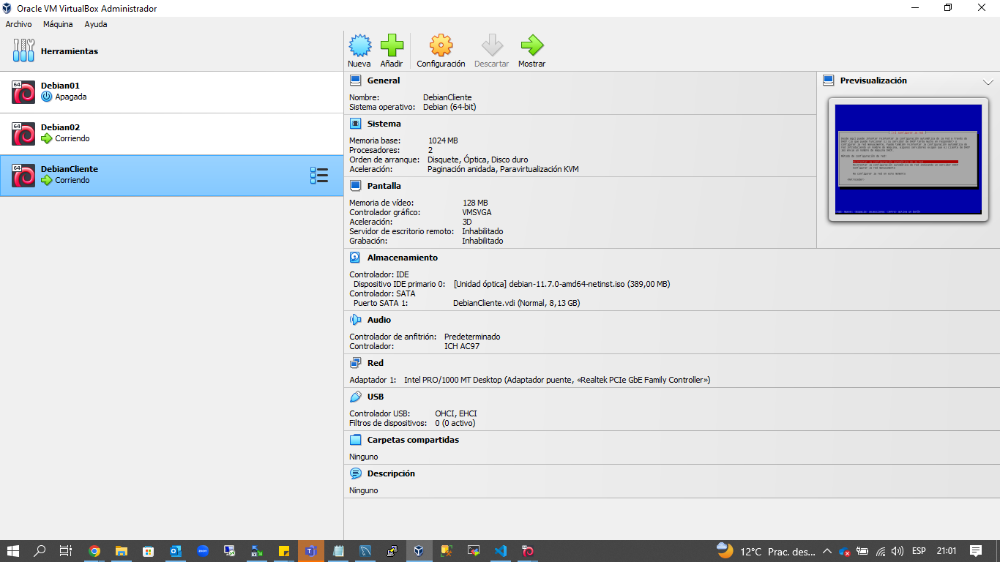 Oracle VM VirtualBox Administrador
Archivo Máquina Ayuda
Herramientas
Nueva Añadir Configuración Descartar Mostrar
64
Debian01
Apagada
64
Debian02
Corriendo
64
DebianCliente
Corriendo
General
Nombre: DebianCliente
Sistema operativo: Debian (64-bit)
Sistema
Memoria base: 1024 MB
Procesadores: 2
Orden de arranque: Disquete, Óptica, Disco duro
Aceleración: Paginación anidada, Paravirtualización KVM
Pantalla
Memoria de vídeo: 128 MB
Controlador gráfico: VMSVGA
Aceleración: 3D
Servidor de escritorio remoto: Inhabilitado
Grabación: Inhabilitado
Previsualización
Almacenamiento
Controlador: IDE
Dispositivo IDE primario 0: [Unidad óptica] debian-11.7.0-amd64-netinst.iso (389,00 MB)
Controlador: SATA
Puerto SATA 1: DebianCliente.vdi (Normal, 8,13 GB)
Audio
Controlador de anfitrión: Predeterminado
Controlador: ICH AC97
Red
Adaptador 1: Intel PRO/1000 MT Desktop (Adaptador puente, «Realtek PCIe GbE Family Controller»)
USB
Controlador USB: OHCI, EHCI
Filtros de dispositivos: 0 (0 activo)
Carpetas compartidas
Ninguno
Descripción
Ninguno
12°C Prac. des... ESP 21:01